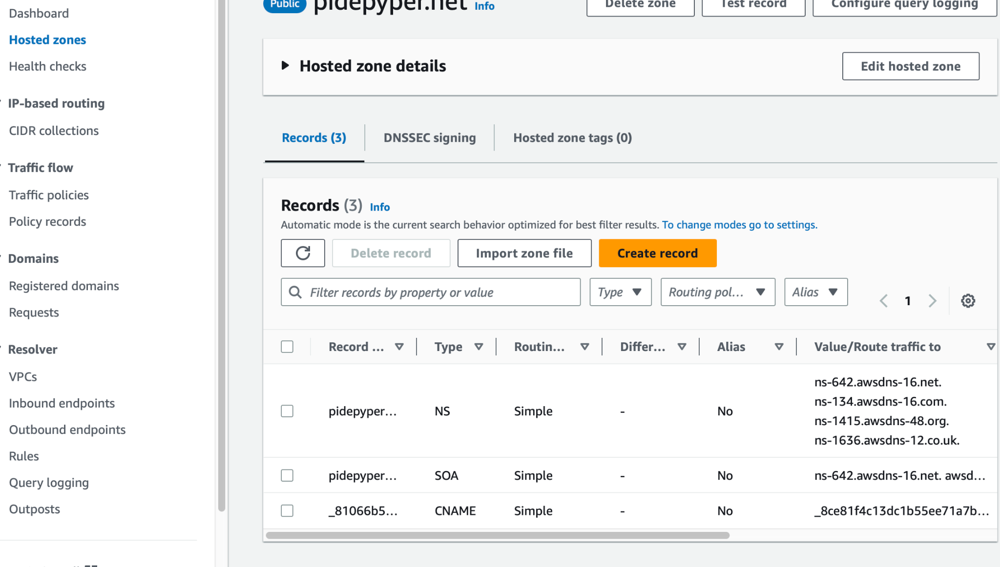 Dashboard
Hosted zones
Health checks
IP-based routing
CIDR collections
Traffic flow
Traffic policies
Policy records
Domains
Registered domains
Requests
Resolver
VPCs
Inbound endpoints
Outbound endpoints
Rules
Query logging
Outposts
Public pidepyper.net Info
Delete zone
Test record
Configure query logging
Hosted zone details
Edit hosted zone
Records (3)
DNSSEC signing
Hosted zone tags (0)
Records (3) Info
Automatic mode is the current search behavior optimized for best filter results. To change modes go to settings.
Delete record
Import zone file
Create record
Filter records by property or value
Type
Routing pol...
Alias
1
Record ... Type Routin... Differ... Alias Value/Route traffic to
pidepyper... NS Simple - No
ns-642.awsdns-16.net.
ns-134.awsdns-16.com.
ns-1415.awsdns-48.org.
ns-1636.awsdns-12.co.uk.
pidepyper... SOA Simple - No ns-642.awsdns-16.net. awsd...
_81066b5... CNAME Simple - No _8ce81f4c13dc1b55ee71a7b...